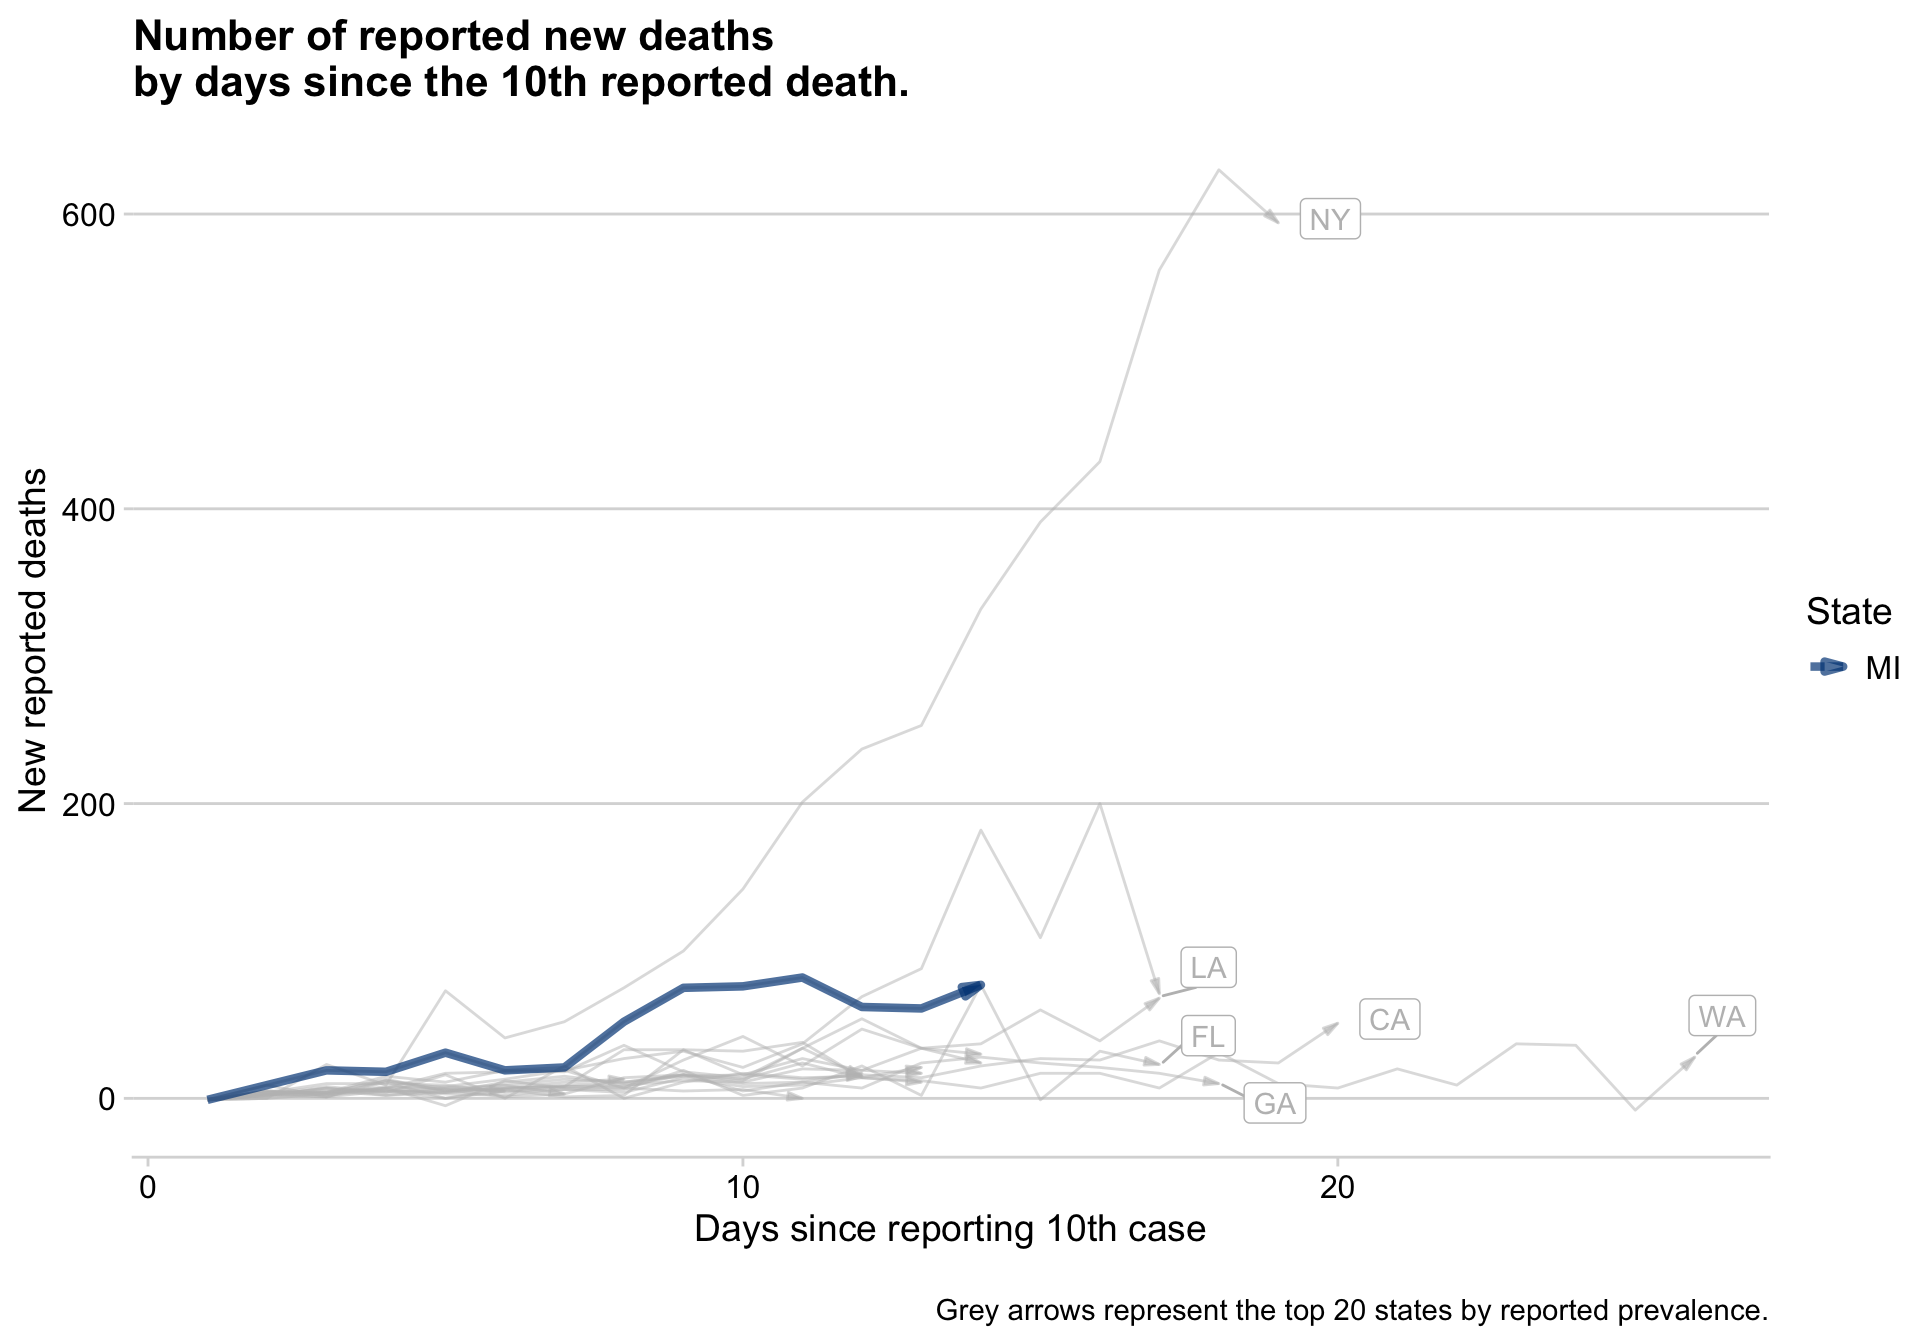 Number of reported new deaths
by days since the 10th reported death.
New reported deaths
600
400
200
0
NY
LA
FL
CA
WA
GA
State
MI
0
10
20
Days since reporting 10th case
Grey arrows represent the top 20 states by reported prevalence.